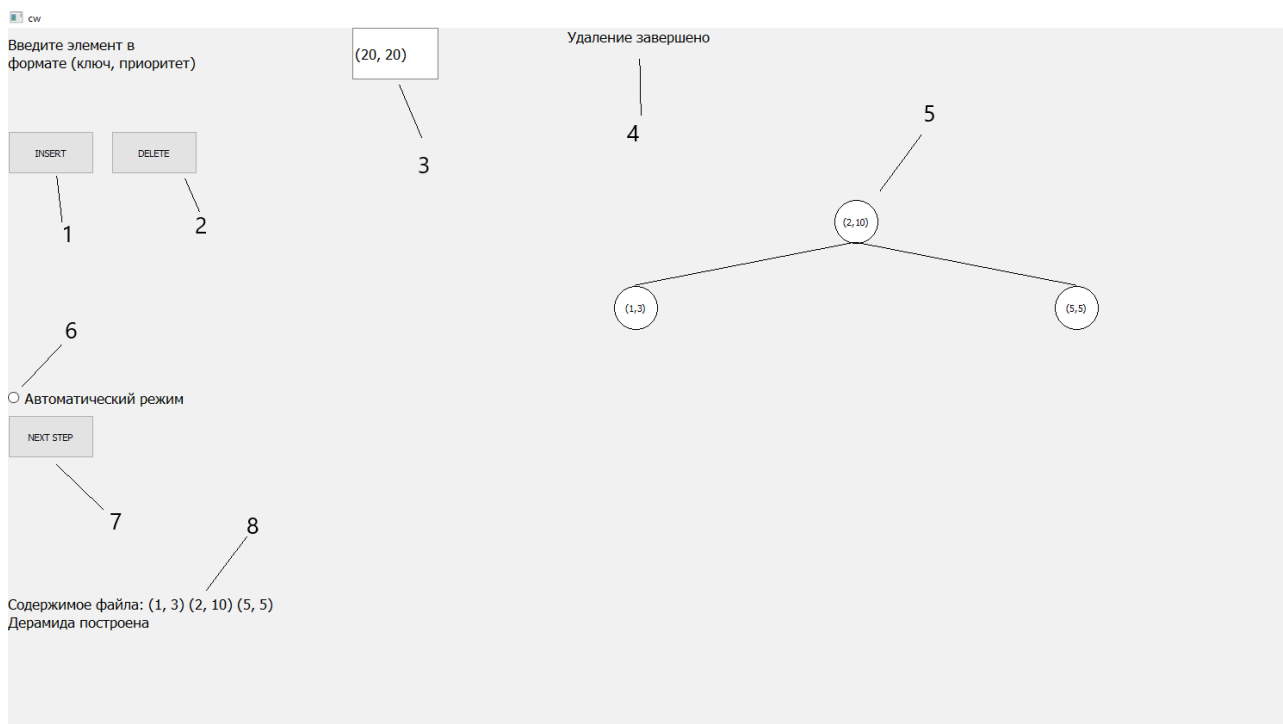 cw
Введите элемент в
формате (ключ, приоритет)
(20, 20)
Удаление завершено
INSERT
DELETE
1
2
3
4
5
(2,10)
(1,3)
(5,5)
6
Автоматический режим
NEXT STEP
7
8
Содержимое файла: (1, 3) (2, 10) (5, 5)
Дерамида построена